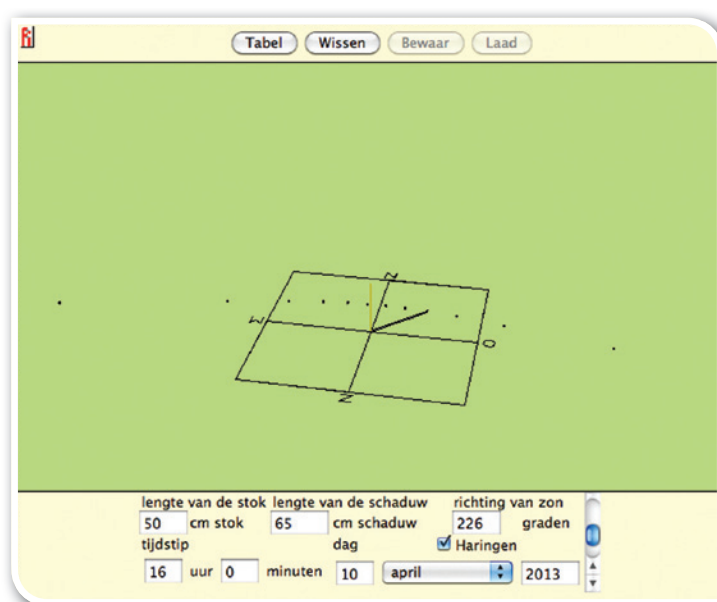 Tabel Wissen Bewaar Laad
N
W
O
Z
lengte van de stok lengte van de schaduw richting van zon
50 cm stok 65 cm schaduw 226 graden
tijdstip dag Haringen
16 uur 0 minuten 10 april 2013